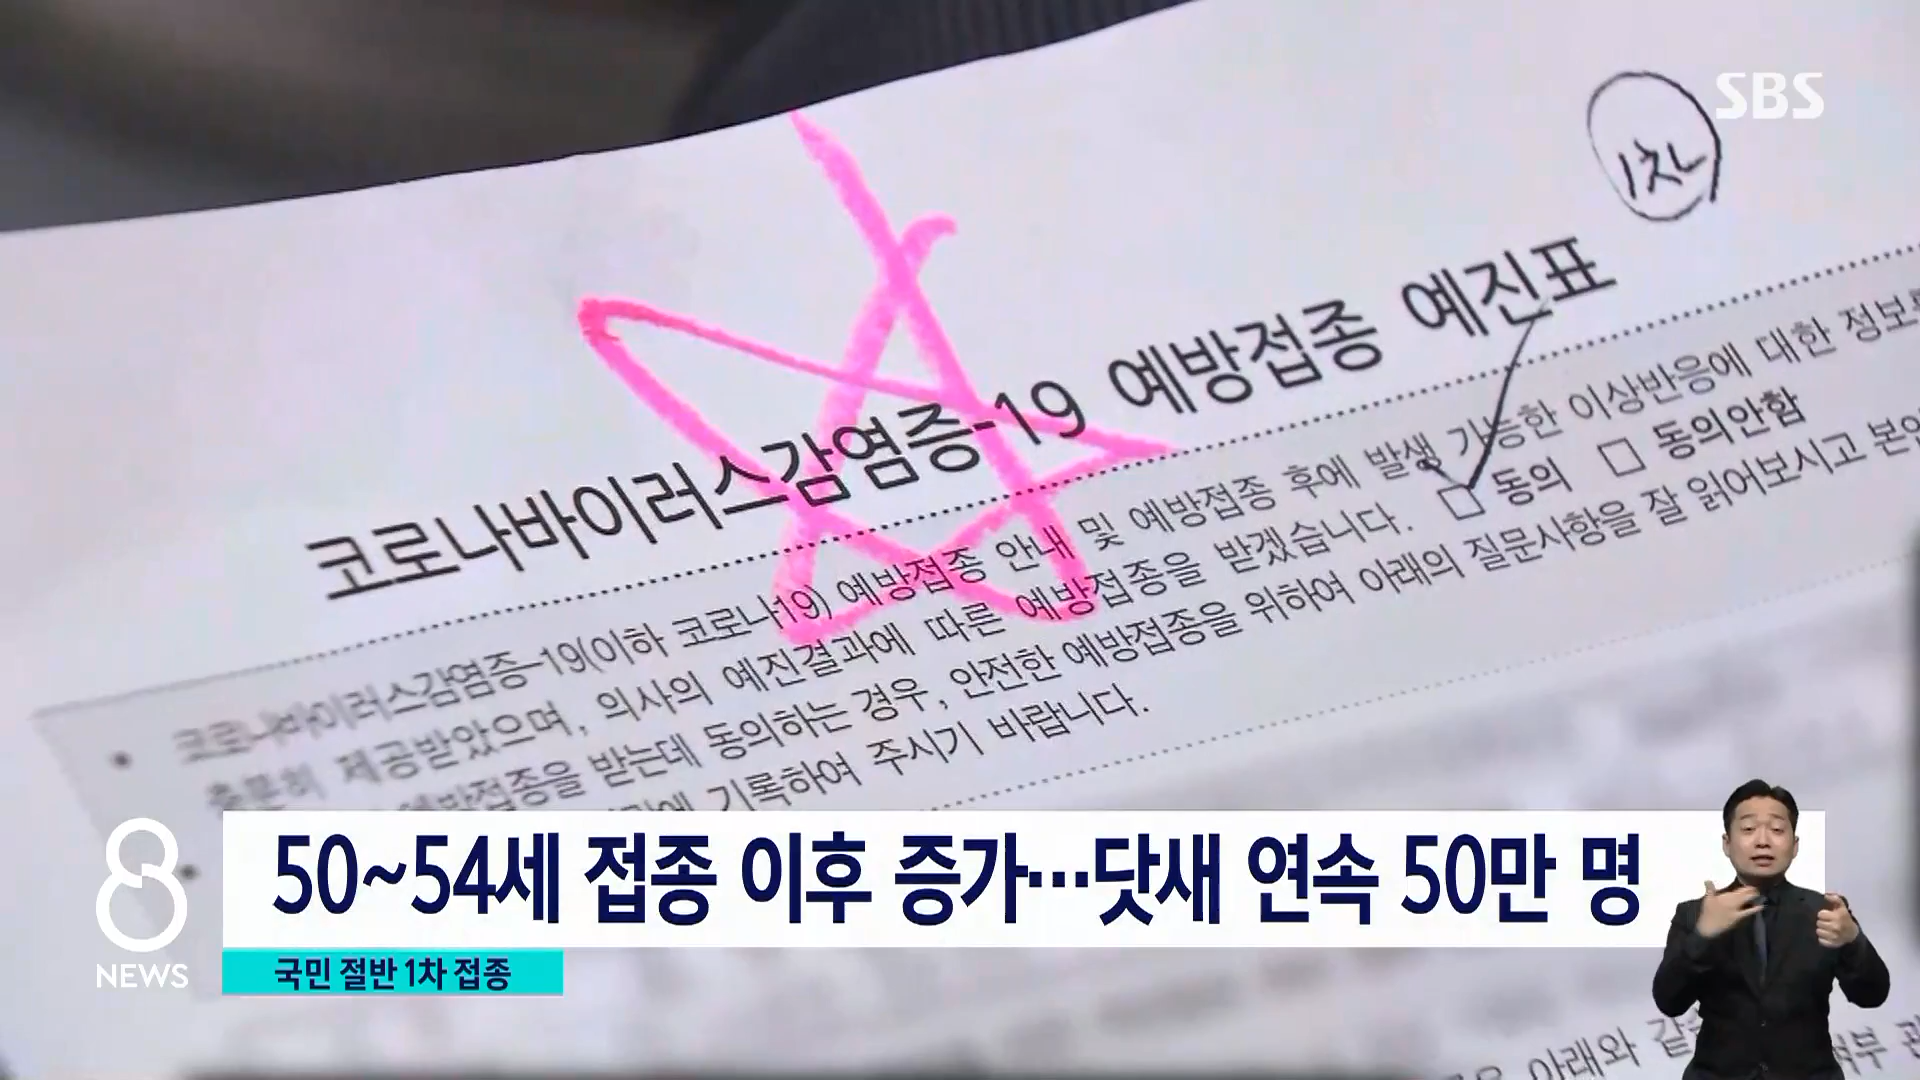 SBS
1차
코로나바이러스감염증-19 예방접종 예진표
코로나바이러스감염증-19(이하 코로나19) 예방접종 안내 및 예방접종 후에 발생 가능한 이상반응에 대한 정보를
충분히 제공받았으며, 의사의 예진결과에 따른 예방접종을 받겠습니다. □ 동의 □ 동의안함
예방접종을 받는데 동의하는 경우, 안전한 예방접종을 위하여 아래의 질문사항을 잘 읽어보시고 본인
기록하여 주시기 바랍니다.
50~54세 접종 이후 증가…닷새 연속 50만 명
8 NEWS
국민 절반 1차 접종
아래와 같은
여부